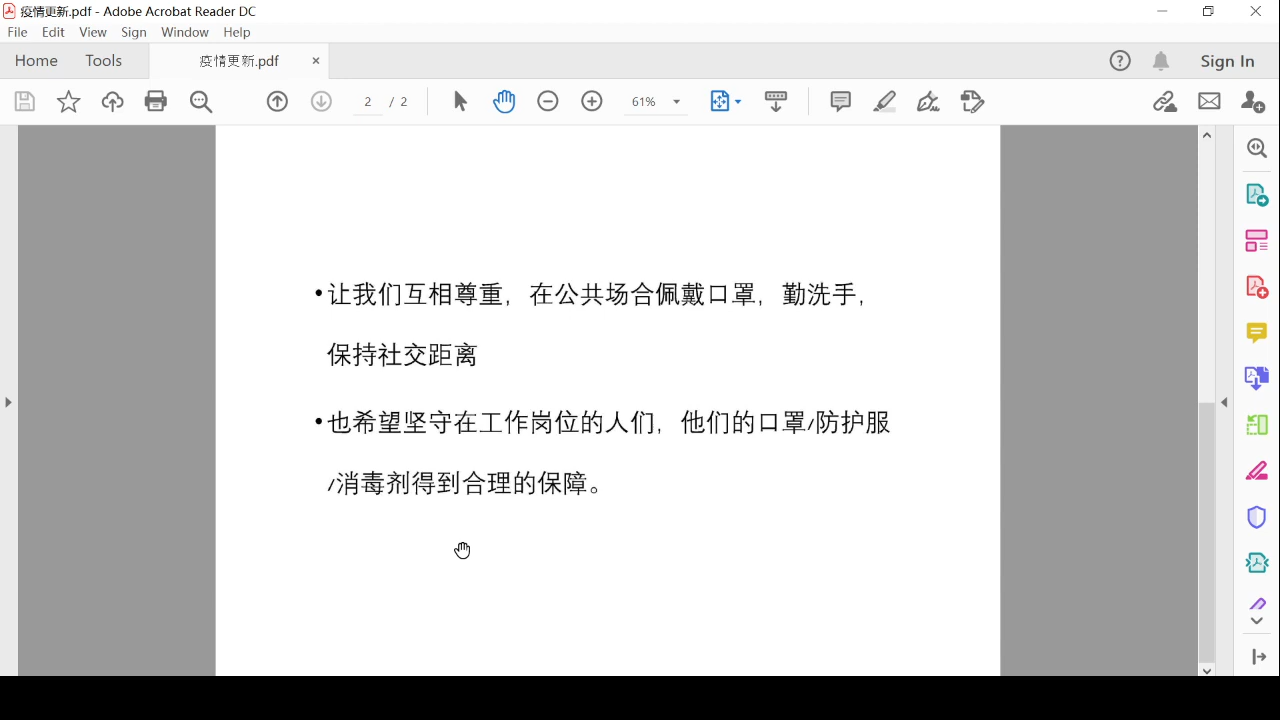 疫情更新.pdf - Adobe Acrobat Reader DC
File Edit View Sign Window Help
Home Tools 疫情更新.pdf × Sign In
2 / 2 61%
•让我们互相尊重，在公共场合佩戴口罩，勤洗手，
保持社交距离
•也希望坚守在工作岗位的人们，他们的口罩/防护服
/消毒剂得到合理的保障。